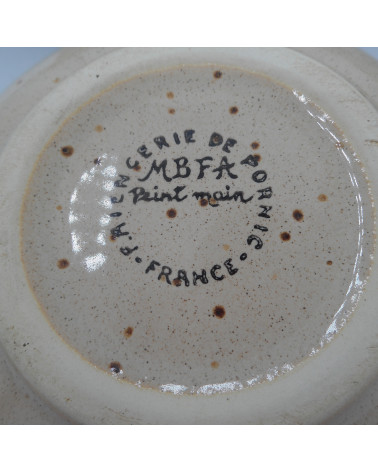 FAIENCERIE DE PORNIC
MBFA
Peint main
• FRANCE •